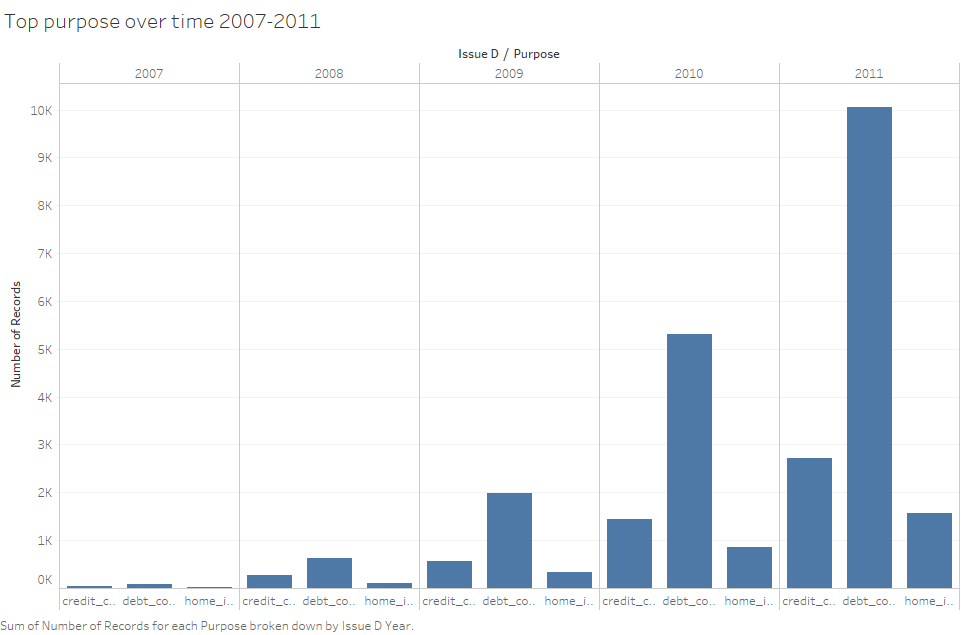 Top purpose over time 2007-2011
Issue D / Purpose
2007 2008 2009 2010 2011
10K
9K
8K
7K
6K
5K
4K
3K
2K
1K
0K
Number of Records
credit_c.. debt_co.. home_i.. credit_c.. debt_co.. home_i.. credit_c.. debt_co.. home_i.. credit_c.. debt_co.. home_i.. credit_c.. debt_co.. home_i..
Sum of Number of Records for each Purpose broken down by Issue D Year.